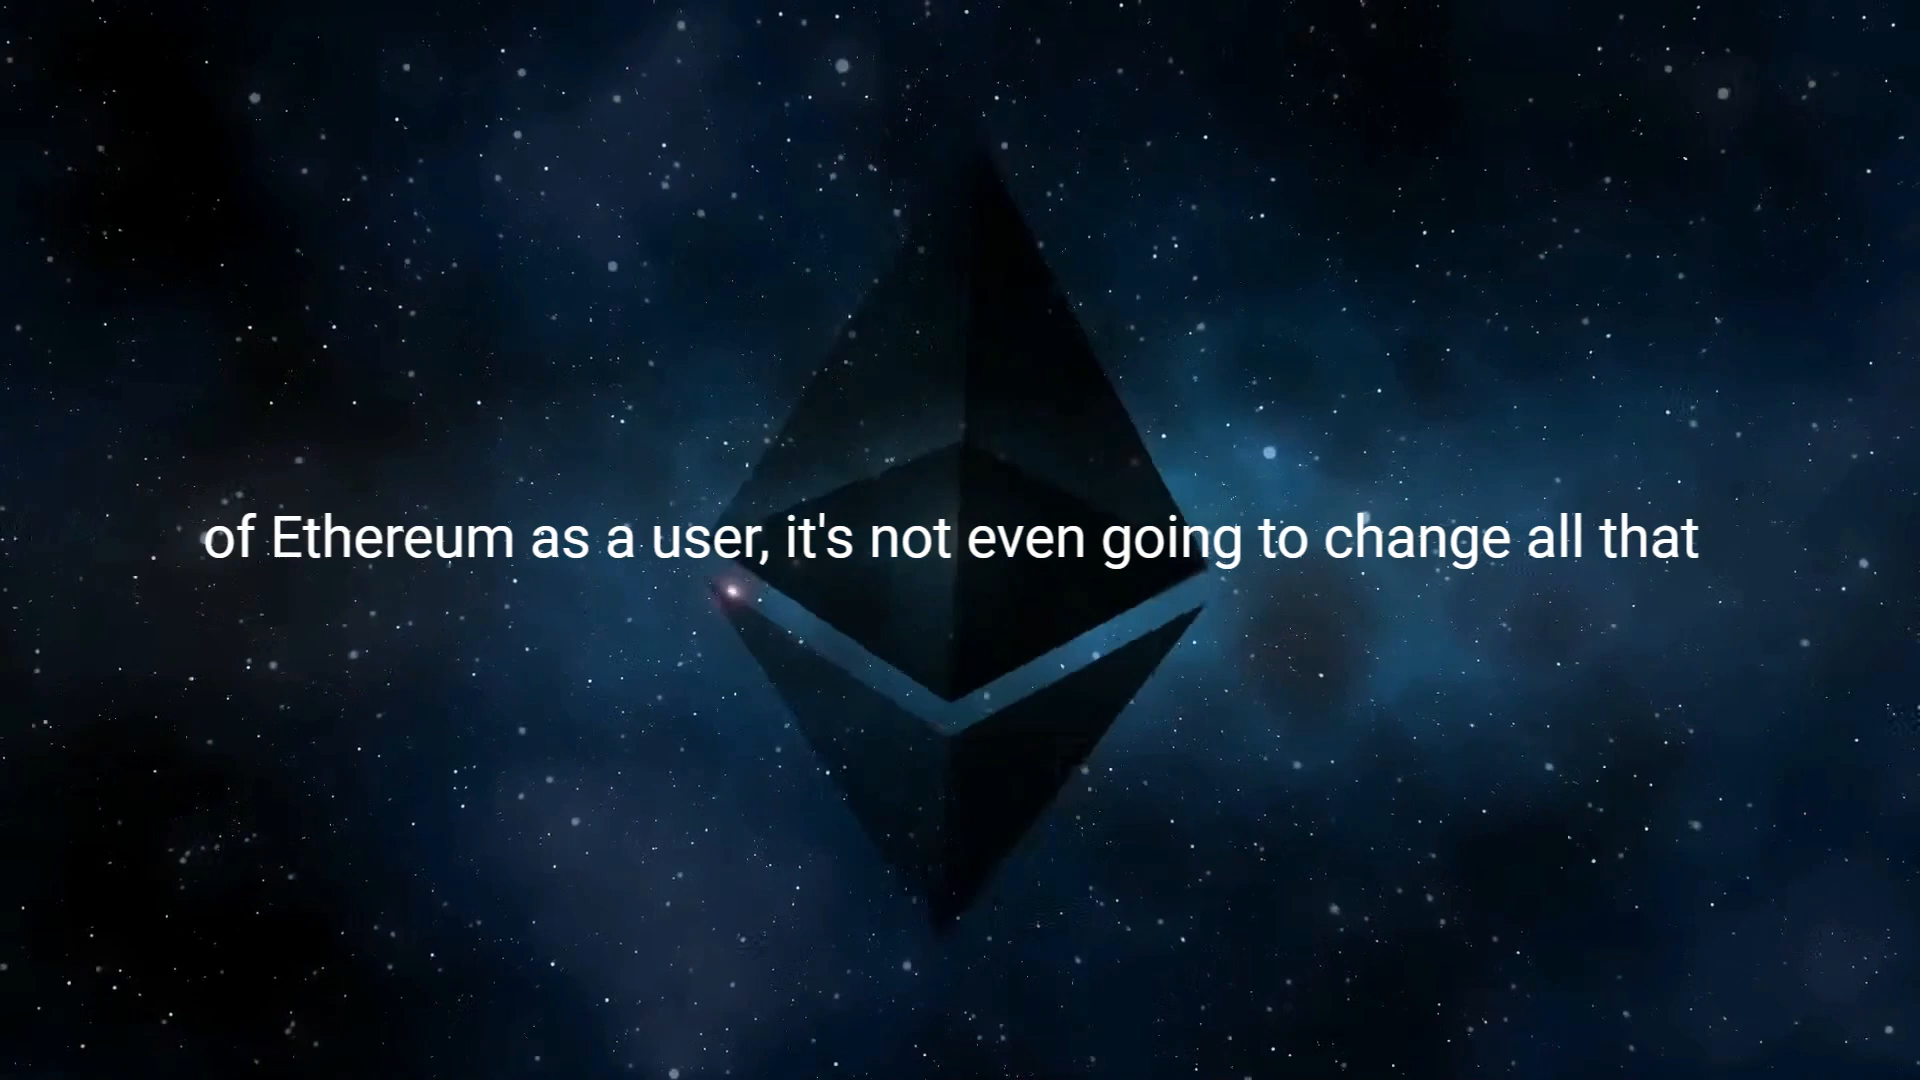 of Ethereum as a user, it's not even going to change all that